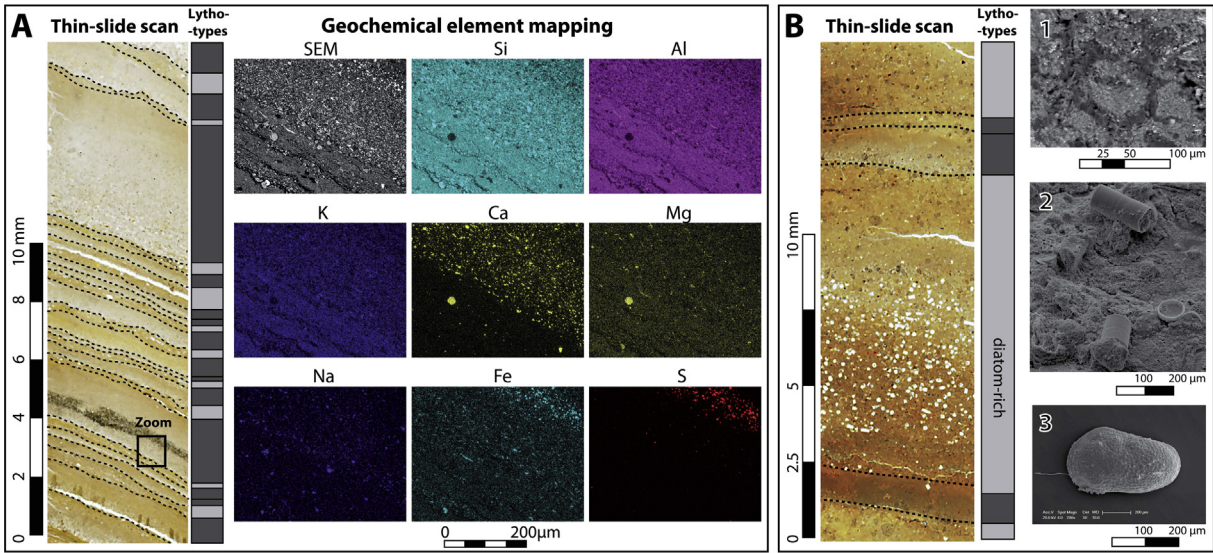 A
Thin-slide scan
Lytho-
-types
Geochemical element mapping
SEM
Si
Al
K
Ca
Mg
Na
Fe
S
10 mm
8
6
4
2
0
Zoom
0
200µm
B
Thin-slide scan
Lytho-
-types
10 mm
5
2.5
0
diatom-rich
1
25
50
100 µm
2
100
200 µm
3
200 µm
100
200 µm